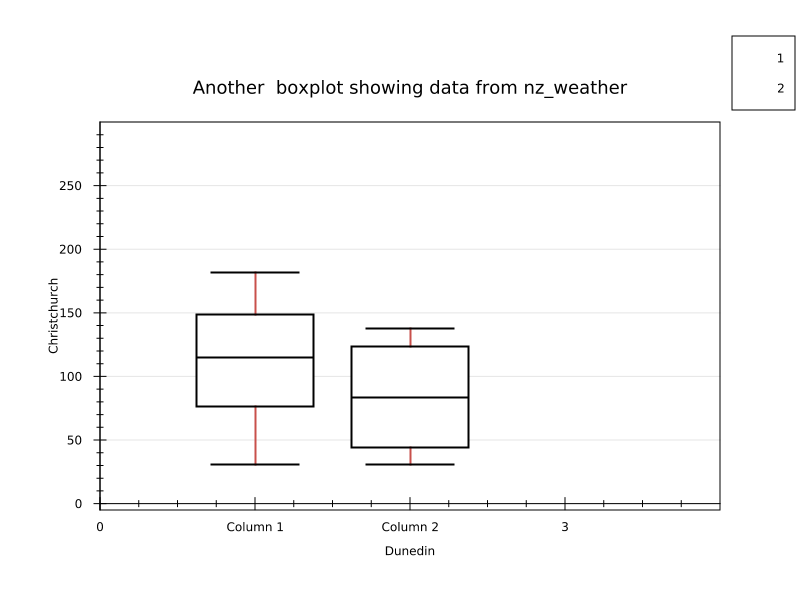 1
2
Another  boxplot showing data from nz_weather
Christchurch
250
200
150
100
50
0
0 Column 1 Column 2 3
Dunedin